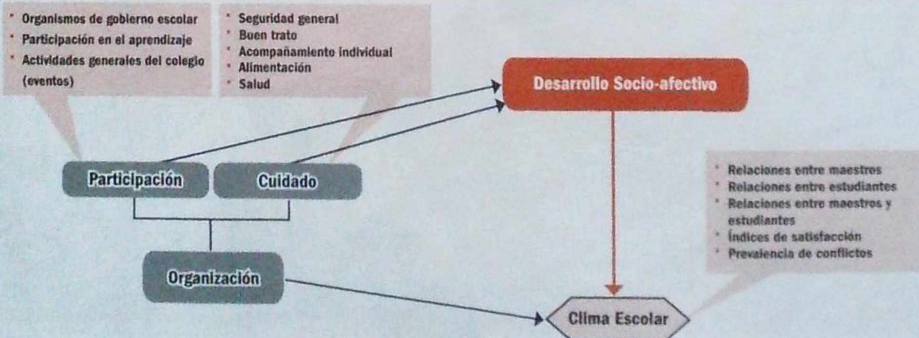 * Organismos de gobierno escolar
* Participación en el aprendizaje
* Actividades generales del colegio
(eventos)
* Seguridad general
* Buen trato
* Acompañamiento individual
* Alimentación
* Salud
Desarrollo Socio-afectivo
Participación
Cuidado
* Relaciones entre maestros
* Relaciones entre estudiantes
* Relaciones entre maestros y
estudiantes
* Índices de satisfacción
* Prevalencia de conflictos
Organización
Clima Escolar